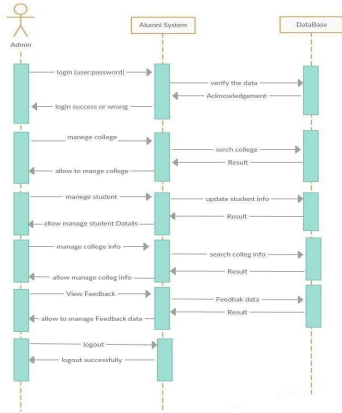 Admin
Alumni System
DataBase
login (user:password)
verify the data
Acknowledgement
login success or wrong
manege college
serch college
Result
allow to mange college
manege student
update student info
Result
allow manage student Datails
manage college info
search colleg info
Result
allow manage colleg info
View Feedback
Feedbak data
Result
allow to manage Feedback data
logout
logout successfully